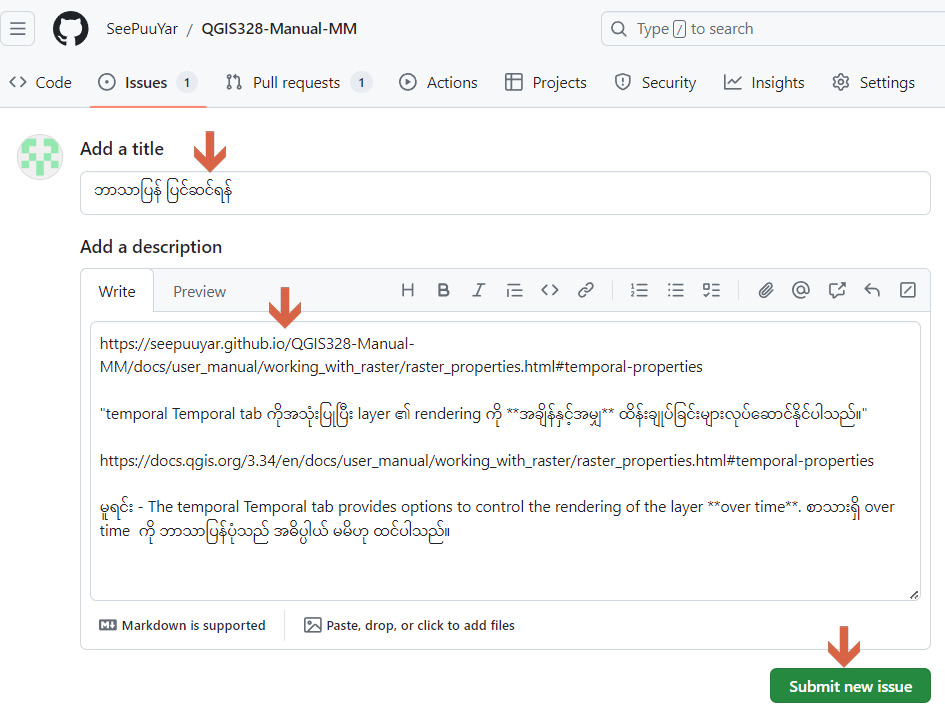 SeePuuYar / QGIS328-Manual-MM
Type / to search
Code Issues 1 Pull requests 1 Actions Projects Security Insights Settings
Add a title
ဘာသာပြန် ပြင်ဆင်ရန်
Add a description
Write Preview
https://seepuuyar.github.io/QGIS328-Manual-
MM/docs/user_manual/working_with_raster/raster_properties.html#temporal-properties
"temporal Temporal tab ကိုအသုံးပြုပြီး layer ၏ rendering ကို **အချိန်နှင့်အမျှ** ထိန်းချုပ်ခြင်းများလုပ်ဆောင်နိုင်ပါသည်။"
https://docs.qgis.org/3.34/en/docs/user_manual/working_with_raster/raster_properties.html#temporal-properties
မူရင်း - The temporal Temporal tab provides options to control the rendering of the layer **over time**. စာသားရှိ over
time ကို ဘာသာပြန်ပုံသည် အဓိပ္ပါယ် မမိဟု ထင်ပါသည်။
Markdown is supported
Paste, drop, or click to add files
Submit new issue